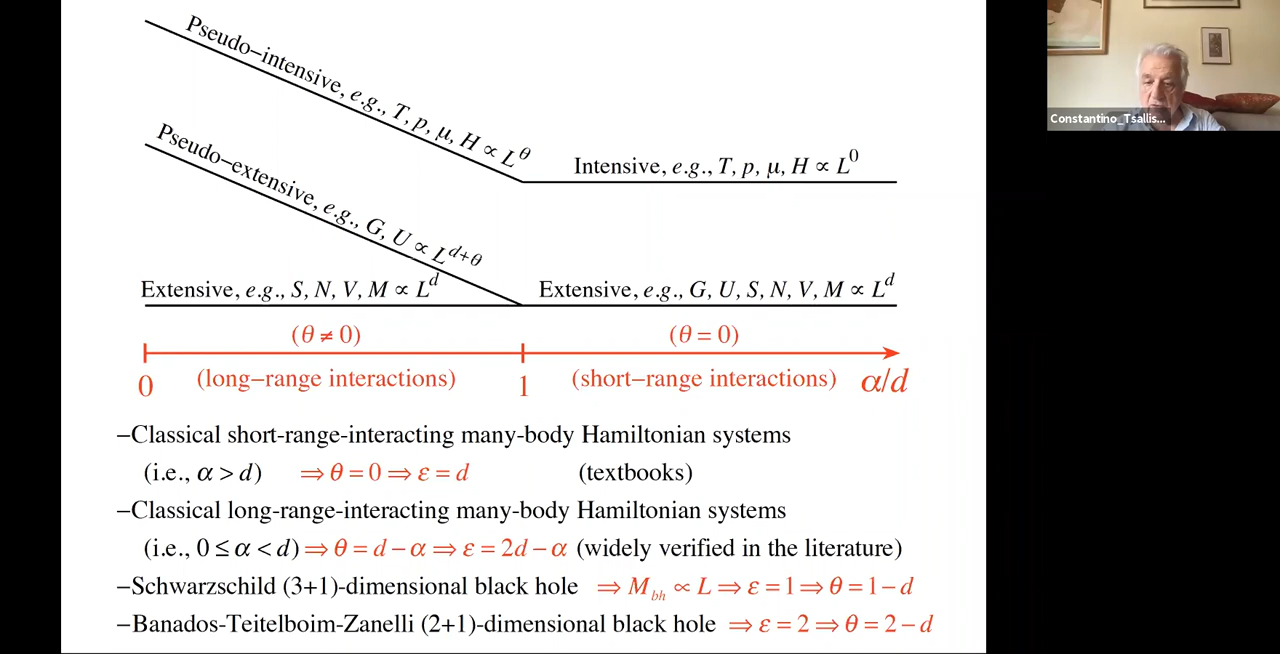 Pseudo–intensive, e.g., T, p, μ, H ∝ L^θ
Intensive, e.g., T, p, μ, H ∝ L^0
Pseudo–extensive, e.g., G, U ∝ L^{d+θ}
Extensive, e.g., S, N, V, M ∝ L^d
Extensive, e.g., G, U, S, N, V, M ∝ L^d
(θ ≠ 0)
(θ = 0)
0
(long–range interactions)
1
(short–range interactions)
α/d
–Classical short-range-interacting many-body Hamiltonian systems
(i.e., α > d) ⇒ θ = 0 ⇒ ε = d (textbooks)
–Classical long-range-interacting many-body Hamiltonian systems
(i.e., 0 ≤ α < d) ⇒ θ = d − α ⇒ ε = 2d − α (widely verified in the literature)
–Schwarzschild (3+1)-dimensional black hole ⇒ M_{bh} ∝ L ⇒ ε = 1 ⇒ θ = 1 − d
–Banados-Teitelboim-Zanelli (2+1)-dimensional black hole ⇒ ε = 2 ⇒ θ = 2 − d
Constantino_Tsallis...